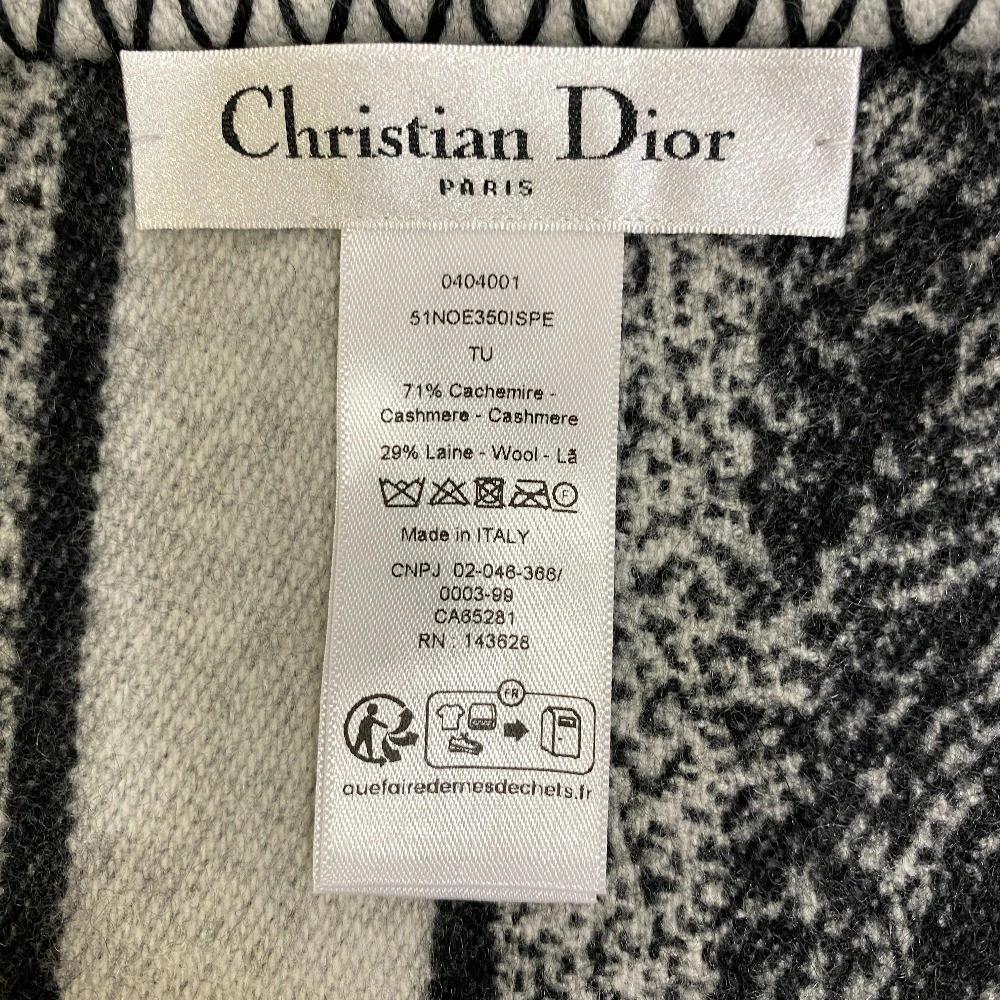 Christian Dior
PARIS
0404001
51NOE350ISPE
TU
71% Cachemire -
Cashmere - Cashmere
29% Laine - Wool - Lã
F
Made in ITALY
CNPJ 02-046-366/
0003-99
CA65281
RN : 143628
FR
quefairedemesdechets.fr